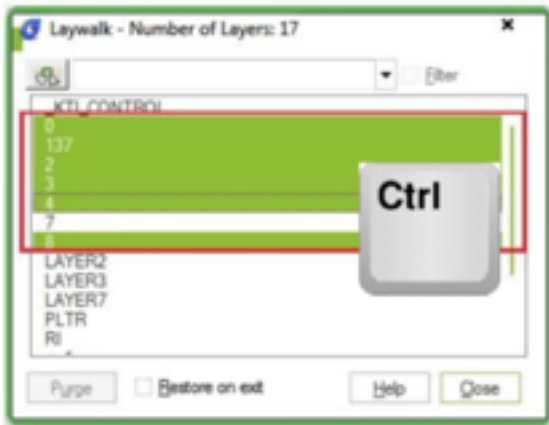 Laywalk - Number of Layers: 17
Filter
_KTI_CONTROL
0
137
2
3
4
7
8
LAYER2
LAYER3
LAYER7
PLTR
RI
Ctrl
Purge
Restore on exit
Help
Close